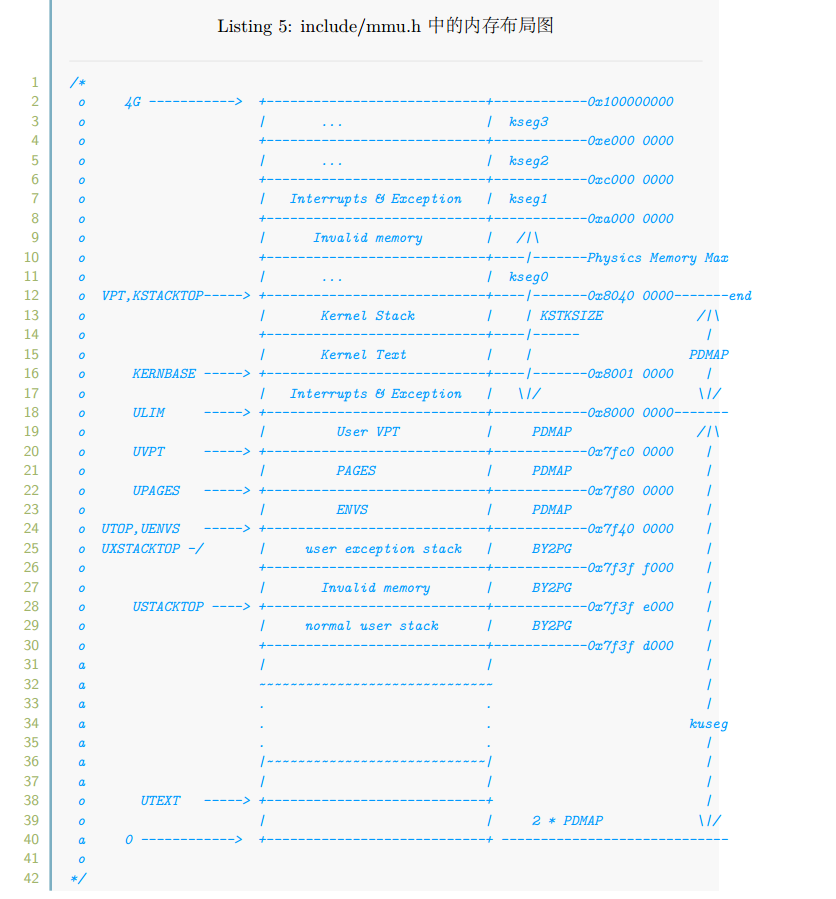 Listing 5: include/mmu.h 中的内存布局图
1 /*
2 o 4G -----------> +----------------------------+------------0x100000000
3 o | ... | kseg3
4 o +----------------------------+------------0xe000 0000
5 o | ... | kseg2
6 o +----------------------------+------------0xc000 0000
7 o | Interrupts & Exception | kseg1
8 o +----------------------------+------------0xa000 0000
9 o | Invalid memory | /|\
10 o +----------------------------+----|-------Physics Memory Max
11 o | ... | kseg0
12 o VPT,KSTACKTOP-----> +----------------------------+----|-------0x8040 0000-------end
13 o | Kernel Stack | | KSTKSIZE /|\
14 o +----------------------------+----|------ |
15 o | Kernel Text | | PDMAP
16 o KERNBASE -----> +----------------------------+----|-------0x8001 0000 |
17 o | Interrupts & Exception | \|/ \|/
18 o ULIM -----> +----------------------------+------------0x8000 0000-------
19 o | User VPT | PDMAP /|\
20 o UVPT -----> +----------------------------+------------0x7fc0 0000 |
21 o | PAGES | PDMAP |
22 o UPAGES -----> +----------------------------+------------0x7f80 0000 |
23 o | ENVS | PDMAP |
24 o UTOP,UENVS -----> +----------------------------+------------0x7f40 0000 |
25 o UXSTACKTOP -/ | user exception stack | BY2PG |
26 o +----------------------------+------------0x7f3f f000 |
27 o | Invalid memory | BY2PG |
28 o USTACKTOP ----> +----------------------------+------------0x7f3f e000 |
29 o | normal user stack | BY2PG |
30 o +----------------------------+------------0x7f3f d000 |
31 a | | |
32 a ~~~~~~~~~~~~~~~~~~~~~~~~~~~~~~ |
33 a . . |
34 a . . kuseg
35 a . . |
36 a |~~~~~~~~~~~~~~~~~~~~~~~~~~~~| |
37 a | | |
38 o UTEXT -----> +----------------------------+ |
39 o | | 2 * PDMAP \|/
40 a 0 ------------> +----------------------------+ -----------------------------
41 o
42 */